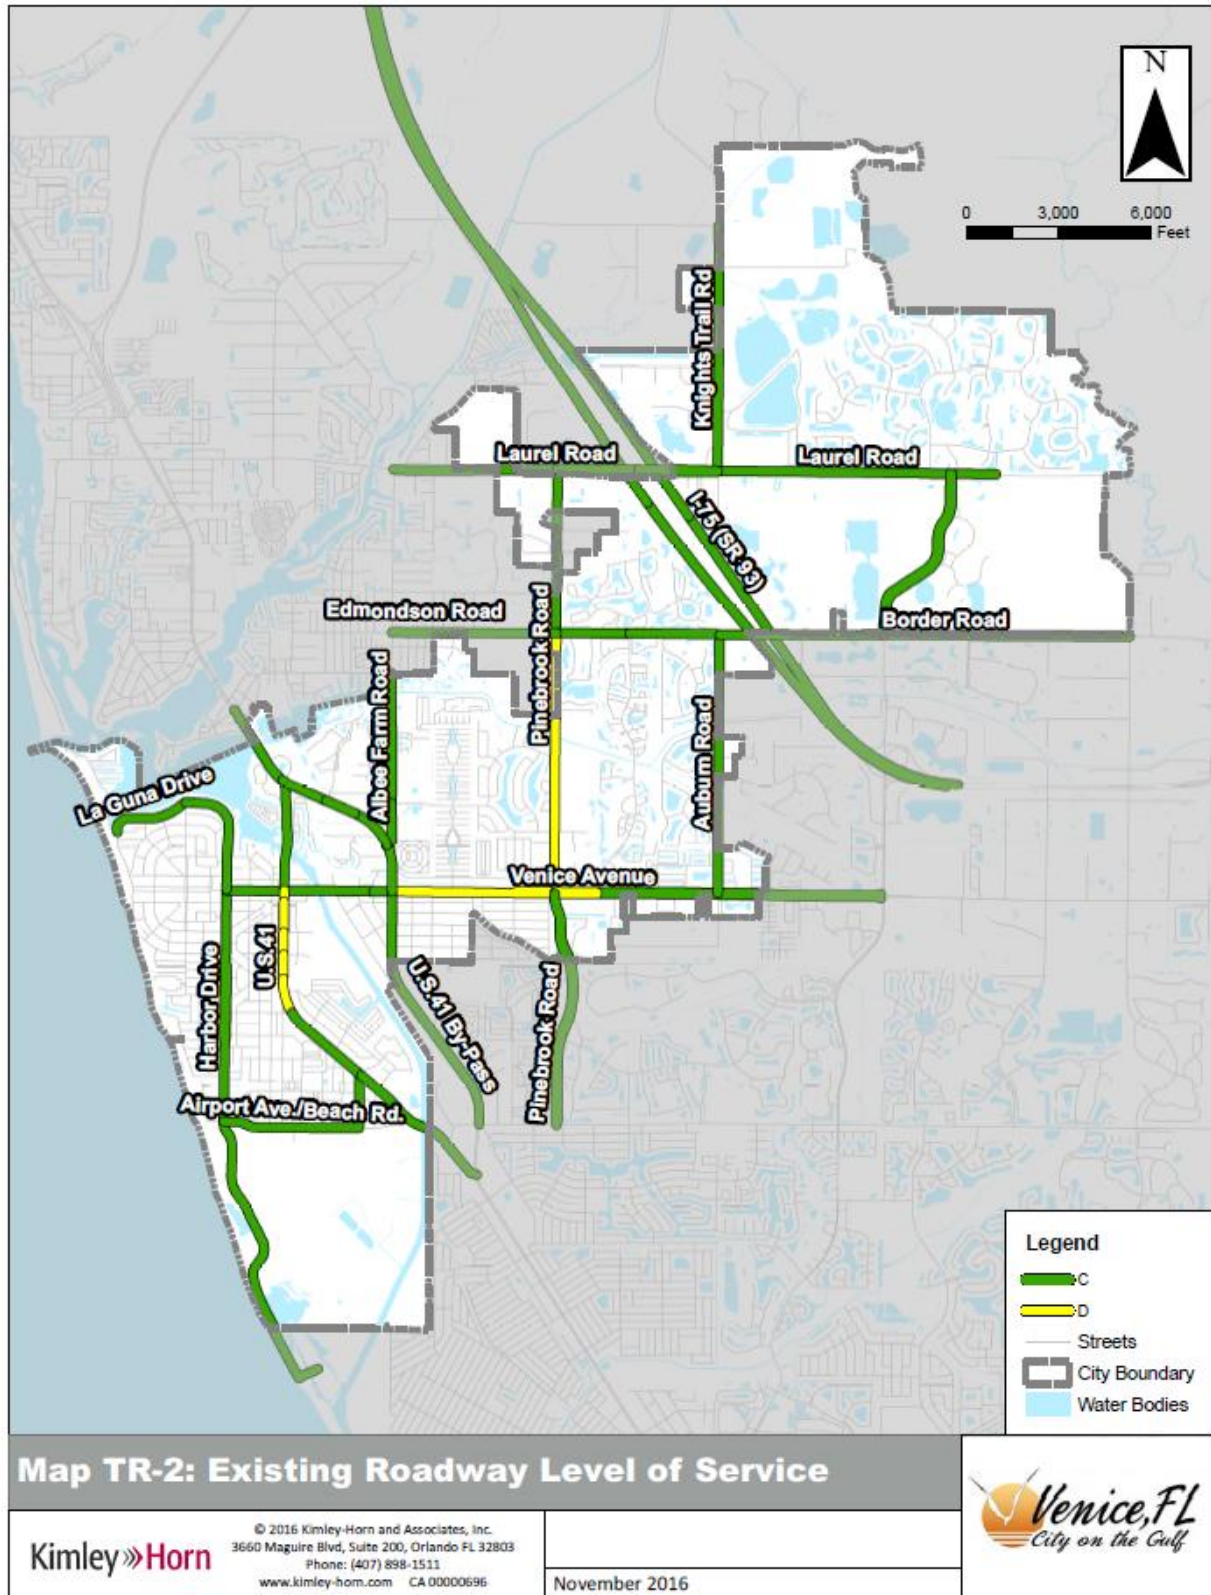 N
0 3,000 6,000
Feet
Knights Trail Rd
Laurel Road
Laurel Road
I-75 (SR 93)
Edmondson Road
Pinebrook Road
Border Road
Albee Farm Road
Auburn Road
La Guna Drive
Venice Avenue
U.S.41
Harbor Drive
U.S.41 By-Pass
Pinebrook Road
Airport Ave./Beach Rd.
Legend
C
D
Streets
City Boundary
Water Bodies
Map TR-2: Existing Roadway Level of Service
Kimley»Horn
© 2016 Kimley-Horn and Associates, Inc.
3660 Maguire Blvd, Suite 200, Orlando FL 32803
Phone: (407) 898-1511
www.kimley-horn.com CA 00000696
November 2016
Venice, FL
City on the Gulf